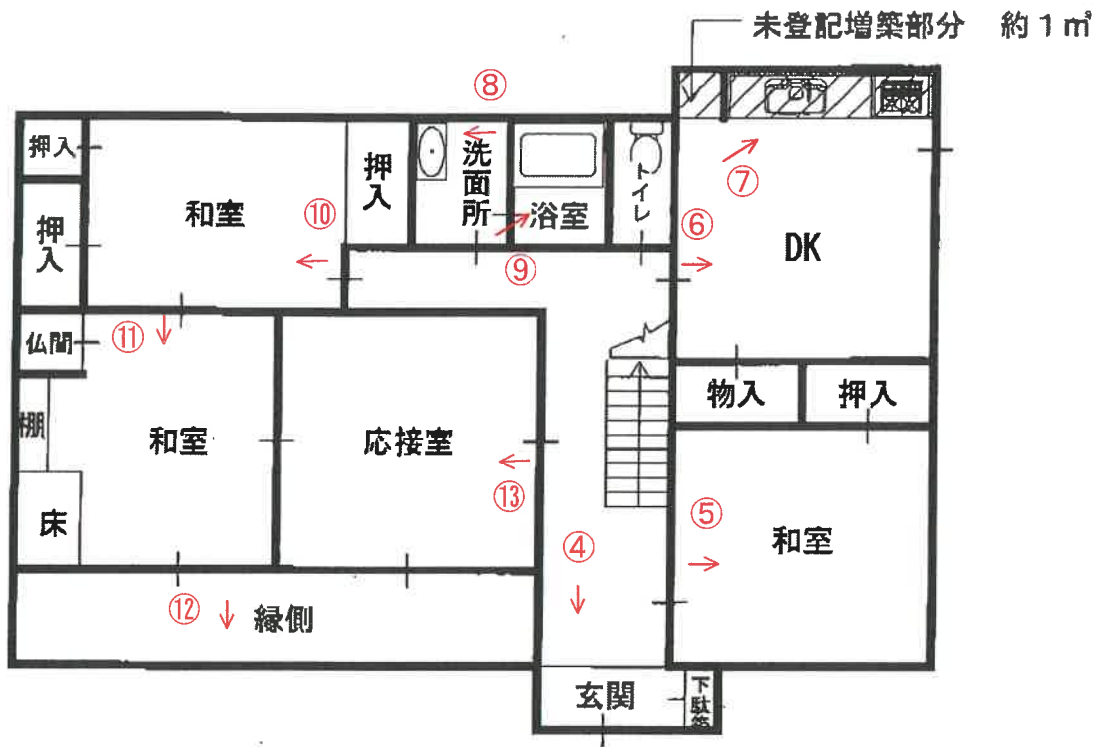 未登記増築部分 約1㎡
⑧
押入
和室
押入
洗面所
浴室
トイレ
⑦
押入
⑩
⑥
DK
⑨
仏間
⑪
物入
押入
棚
和室
応接室
⑬
⑤
床
④
和室
⑫
縁側
玄関
下駄箱